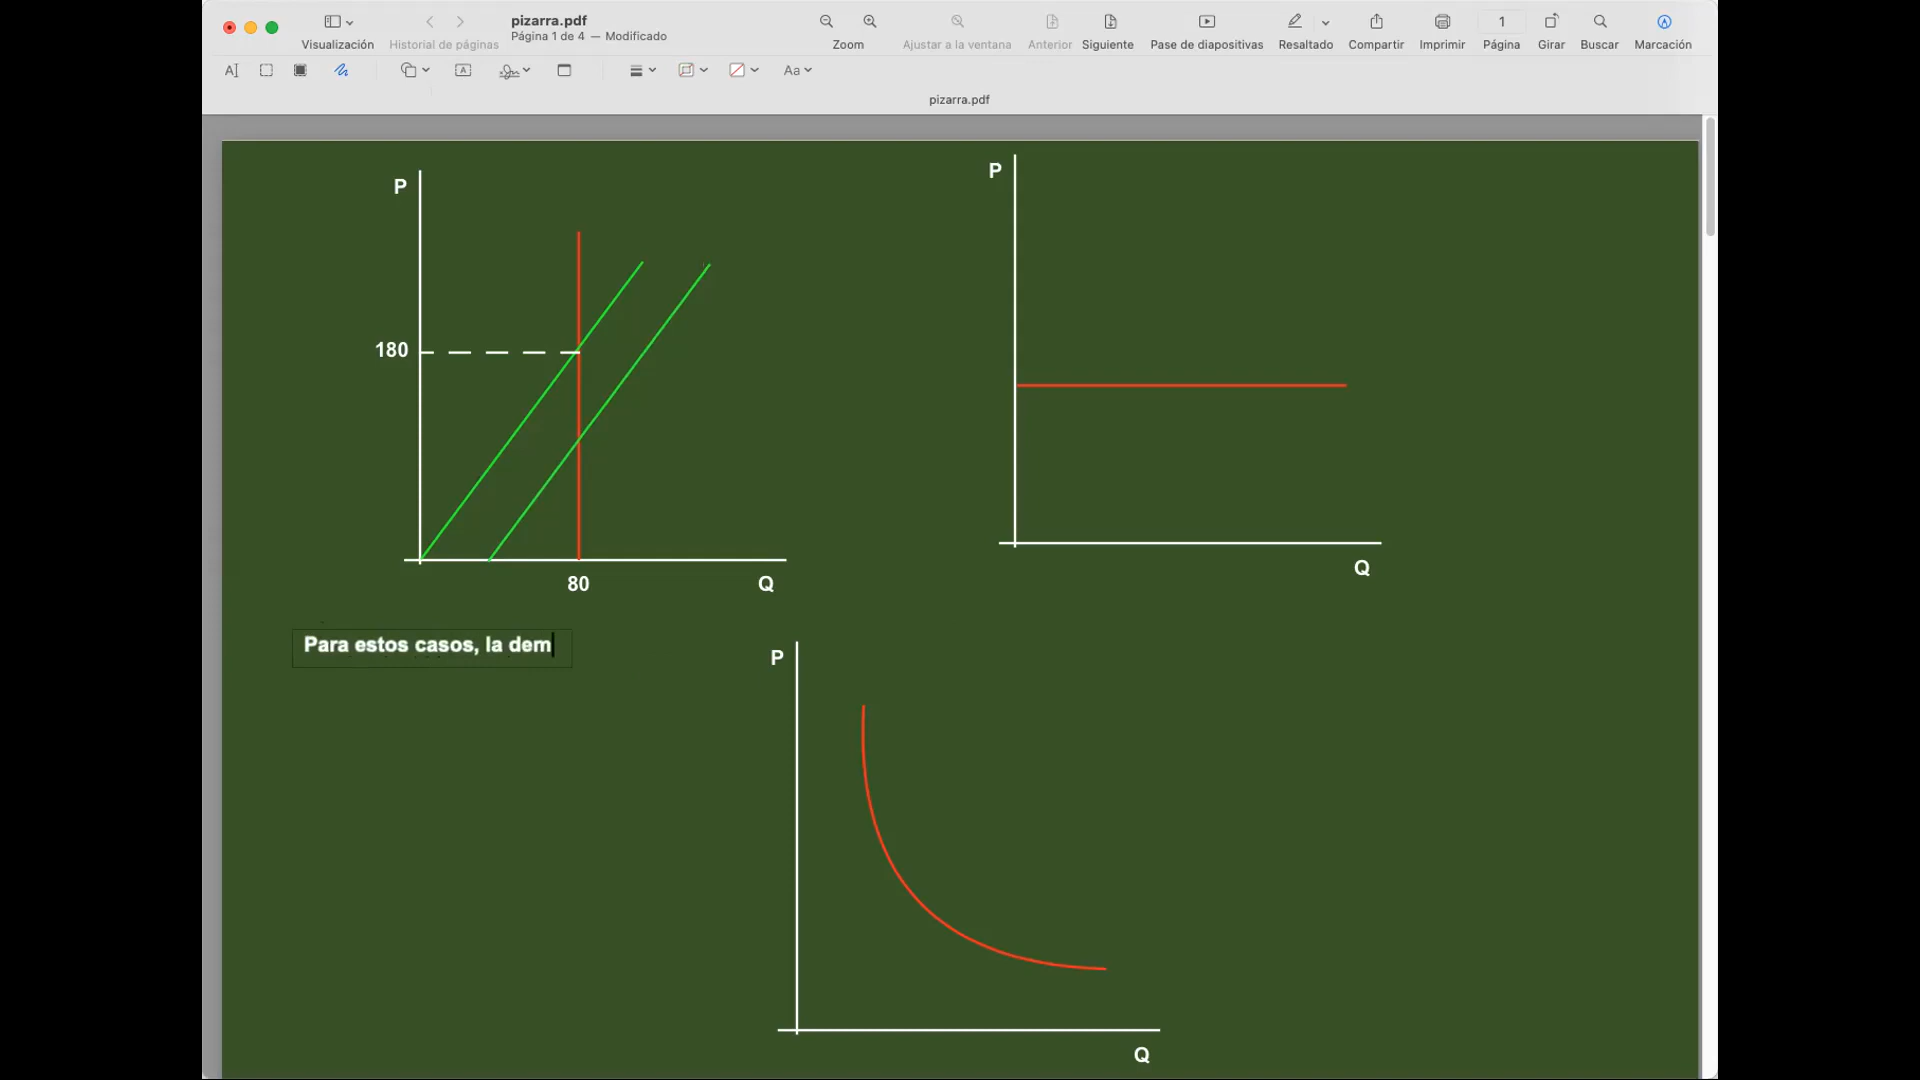 pizarra.pdf
Página 1 de 4 — Modificado
Visualización
Historial de páginas
Zoom
Ajustar a la ventana
Anterior
Siguiente
Pase de diapositivas
Resaltado
Compartir
Imprimir
1
Página
Girar
Buscar
Marcación
A
A
Aa
pizarra.pdf
P
180
80
Q
P
Q
Para estos casos, la dem
P
Q